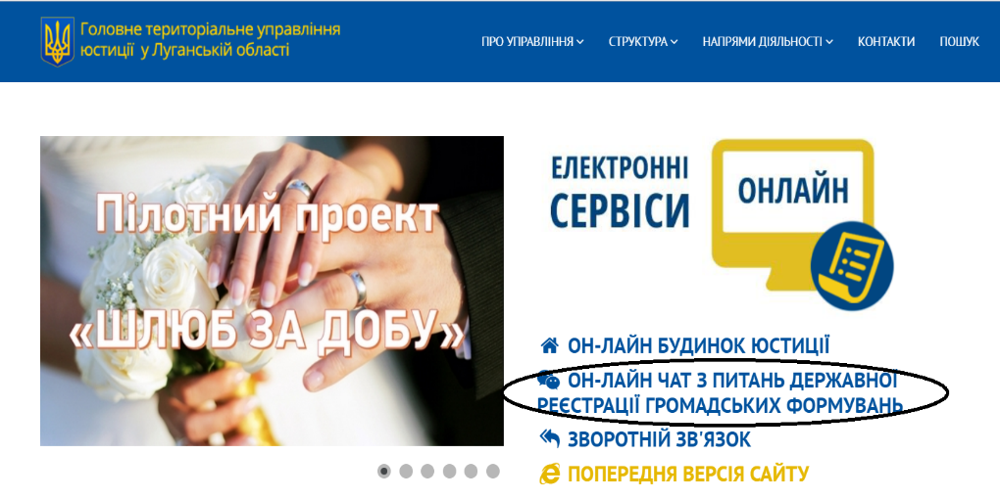 Головне територіальне управління
юстиції у Луганській області
ПРО УПРАВЛІННЯ
СТРУКТУРА
НАПРЯМИ ДІЯЛЬНОСТІ
КОНТАКТИ
ПОШУК
Пілотний проект
«ШЛЮБ ЗА ДОБУ»
ЕЛЕКТРОННІ
СЕРВІСИ
ОНЛАЙН
ОН-ЛАЙН БУДИНОК ЮСТИЦІЇ
ОН-ЛАЙН ЧАТ З ПИТАНЬ ДЕРЖАВНОЇ
РЕЄСТРАЦІЇ ГРОМАДСЬКИХ ФОРМУВАНЬ
ЗВОРОТНІЙ ЗВ'ЯЗОК
ПОПЕРЕДНЯ ВЕРСІЯ САЙТУ